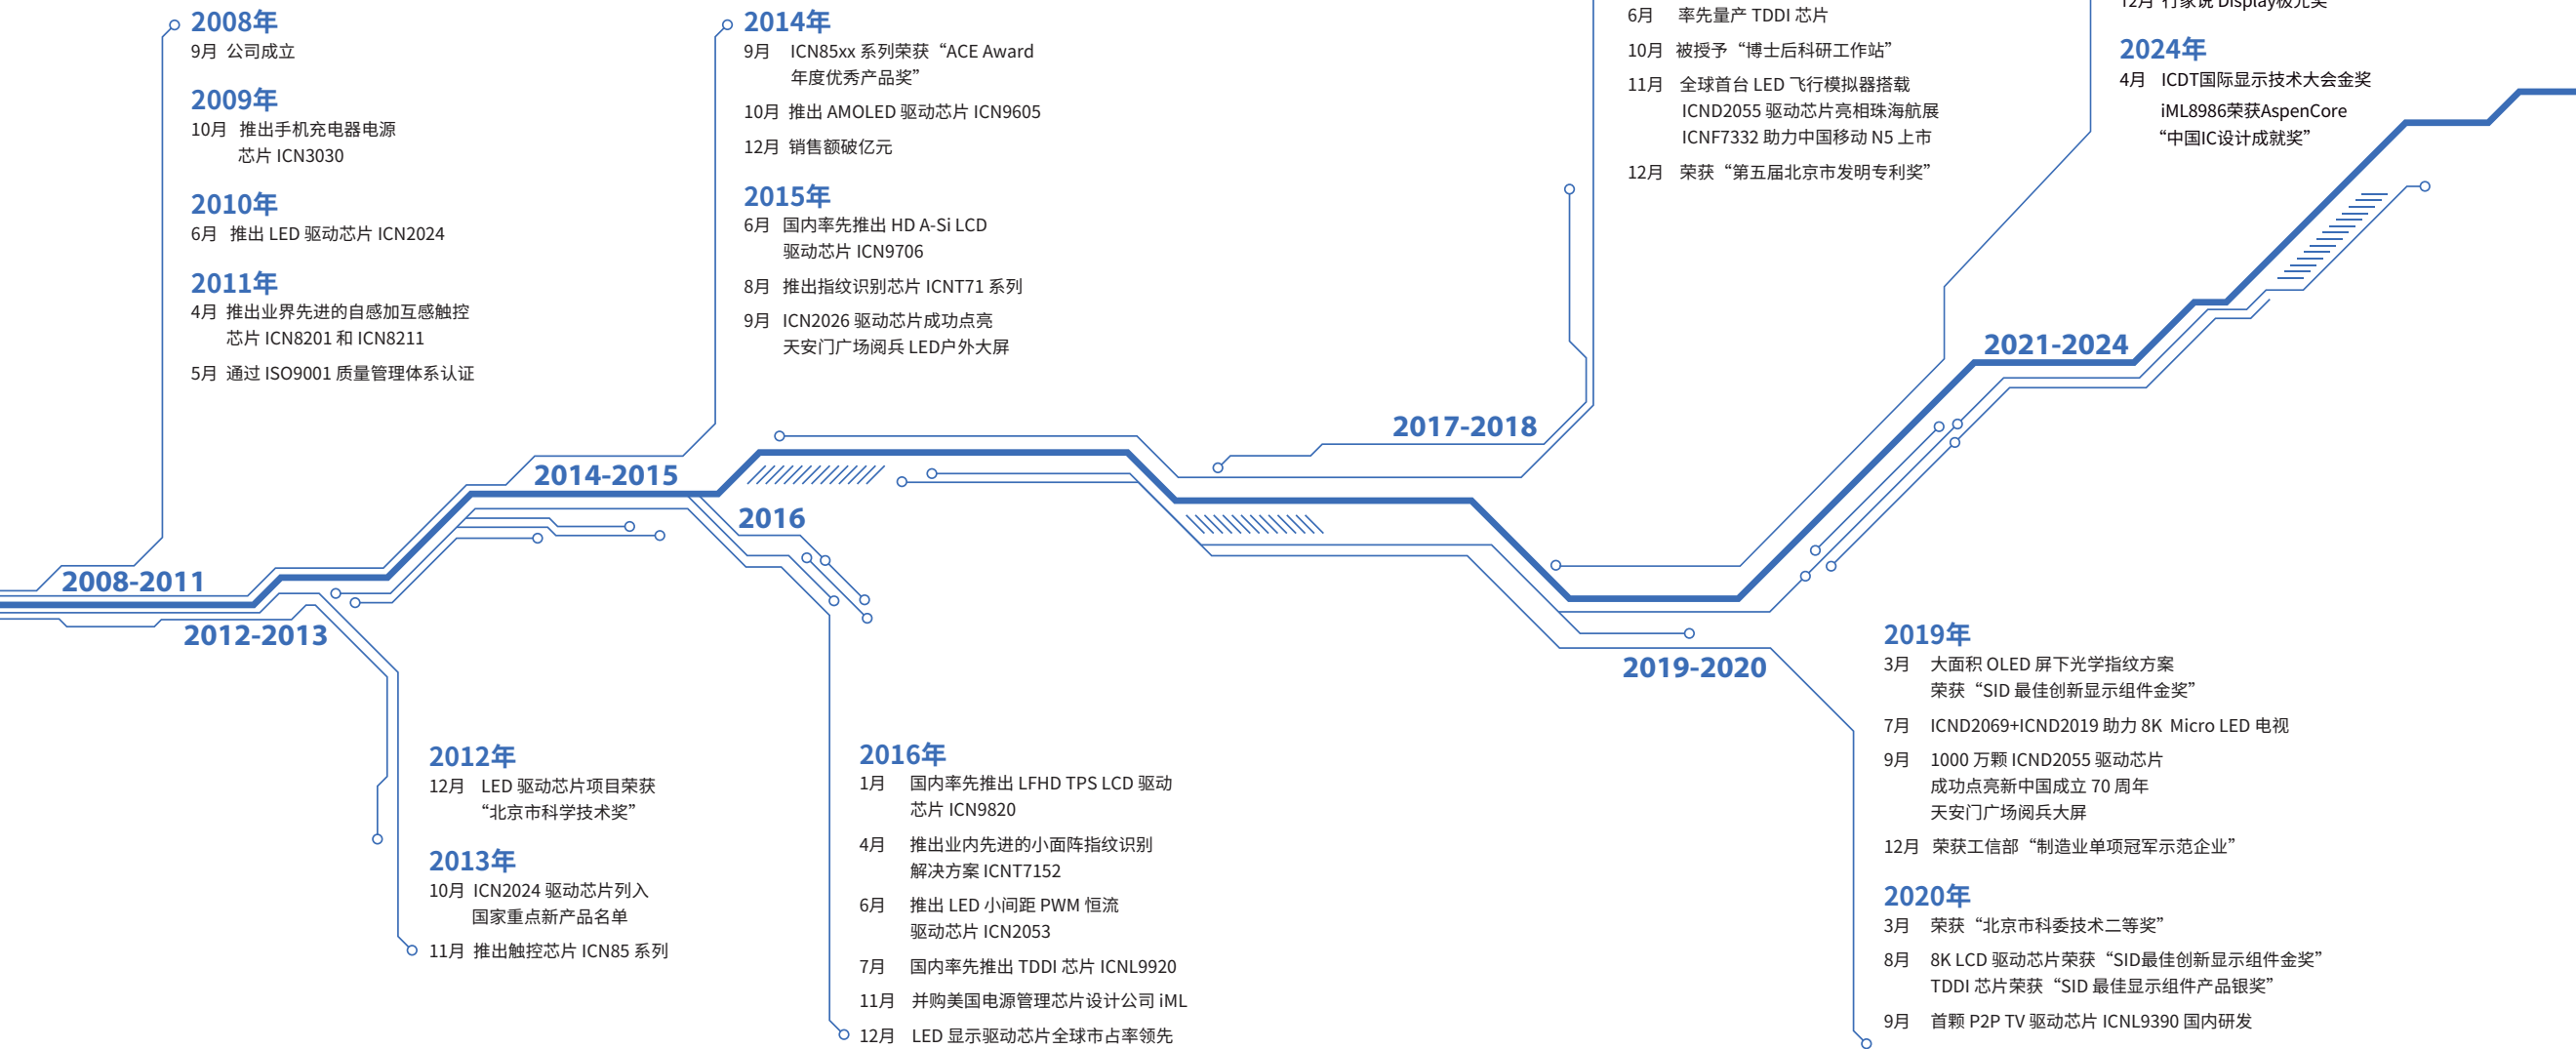 2008年
9月 公司成立
2009年
10月 推出手机充电器电源
芯片 ICN3030
2010年
6月 推出 LED 驱动芯片 ICN2024
2011年
4月 推出业界先进的自感加互感触控
芯片 ICN8201 和 ICN8211
5月 通过 ISO9001 质量管理体系认证
2008-2011
2012-2013
2012年
12月 LED 驱动芯片项目荣获
“北京市科学技术奖”
2013年
10月 ICN2024 驱动芯片列入
国家重点新产品名单
11月 推出触控芯片 ICN85 系列
2014年
9月 ICN85xx 系列荣获“ACE Award
年度优秀产品奖”
10月 推出 AMOLED 驱动芯片 ICN9605
12月 销售额破亿元
2015年
6月 国内率先推出 HD A-Si LCD
驱动芯片 ICN9706
8月 推出指纹识别芯片 ICNT71 系列
9月 ICN2026 驱动芯片成功点亮
天安门广场阅兵 LED户外大屏
2014-2015
2016
2016年
1月 国内率先推出 LFHD TPS LCD 驱动
芯片 ICN9820
4月 推出业内先进的小面阵指纹识别
解决方案 ICNT7152
6月 推出 LED 小间距 PWM 恒流
驱动芯片 ICN2053
7月 国内率先推出 TDDI 芯片 ICNL9920
11月 并购美国电源管理芯片设计公司 iML
12月 LED 显示驱动芯片全球市占率领先
2017-2018
6月 率先量产 TDDI 芯片
10月 被授予“博士后科研工作站”
11月 全球首台 LED 飞行模拟器搭载
ICND2055 驱动芯片亮相珠海航展
ICNF7332 助力中国移动 N5 上市
12月 荣获“第五届北京市发明专利奖”
2019-2020
2019年
3月 大面积 OLED 屏下光学指纹方案
荣获“SID 最佳创新显示组件金奖”
7月 ICND2069+ICND2019 助力 8K Micro LED 电视
9月 1000 万颗 ICND2055 驱动芯片
成功点亮新中国成立 70 周年
天安门广场阅兵大屏
12月 荣获工信部“制造业单项冠军示范企业”
2020年
3月 荣获“北京市科委技术二等奖”
8月 8K LCD 驱动芯片荣获“SID最佳创新显示组件金奖”
TDDI 芯片荣获“SID 最佳显示组件产品银奖”
9月 首颗 P2P TV 驱动芯片 ICNL9390 国内研发
2021-2024
12月 行家说 Display极光奖
2024年
4月 ICDT国际显示技术大会金奖
iML8986荣获AspenCore
“中国IC设计成就奖”